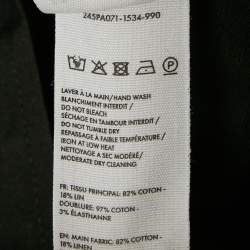 245PA071-1534-990
LAVER À LA MAIN/HAND WASH
BLANCHIMENT INTERDIT /
DO NOT BLEACH
SÉCHAGE EN TAMBOUR INTERDIT /
DO NOT TUMBLE DRY
REPASSAGE À FAIBLE TEMPÉRATURE/
IRON AT LOW HEAT
NETTOYAGE A SEC MODÉRÉ/
MODERATE DRY CLEANING
FR: TISSU PRINCIPAL: 82% COTON -
18% LIN
DOUBLURE: 97% COTON -
3% ÉLASTHANNE
EN: MAIN FABRIC: 82% COTTON -
18% LINEN